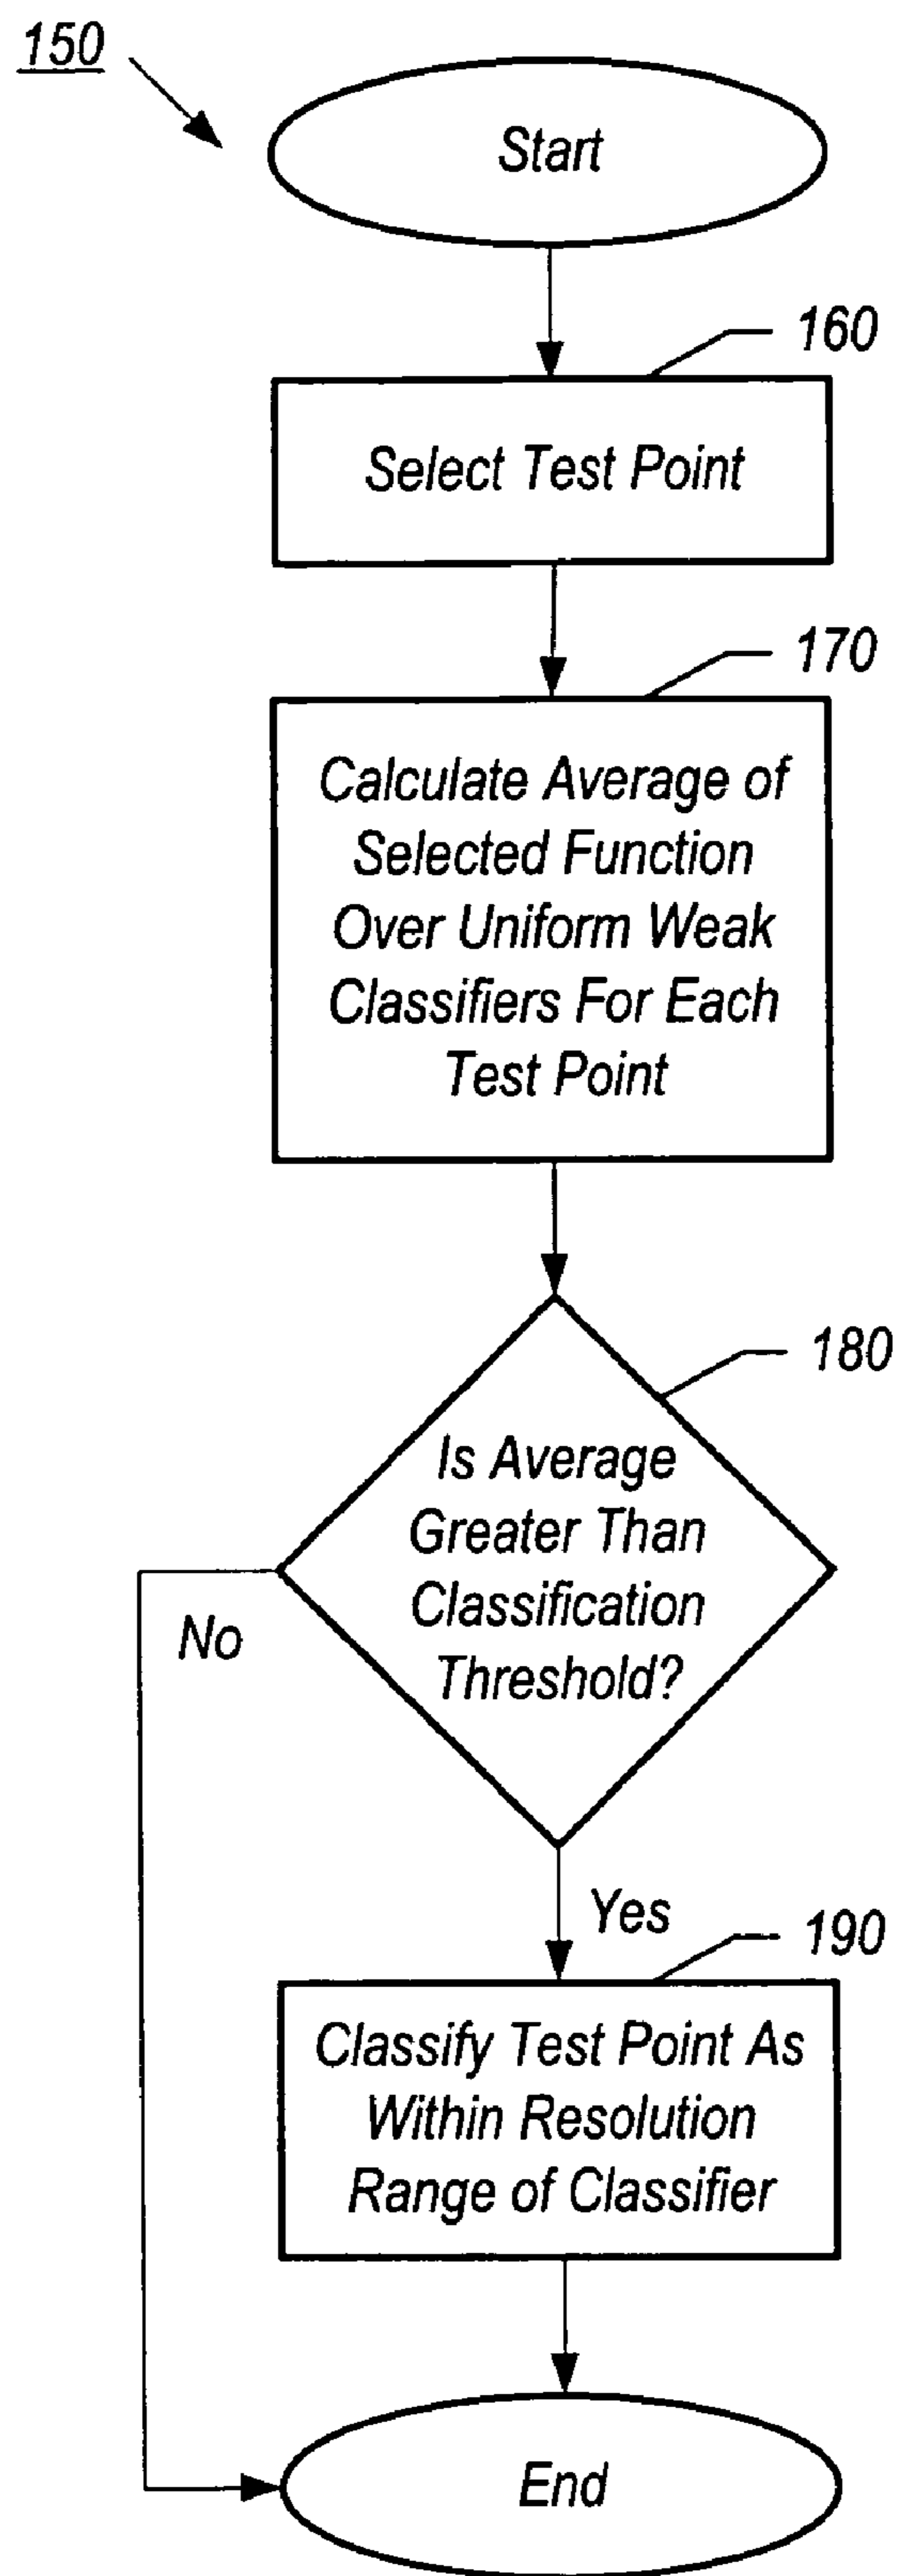 150
Start
160
Select Test Point
170
Calculate Average of
Selected Function
Over Uniform Weak
Classifiers For Each
Test Point
180
Is Average
Greater Than
Classification
Threshold?
No
Yes
190
Classify Test Point As
Within Resolution
Range of Classifier
End